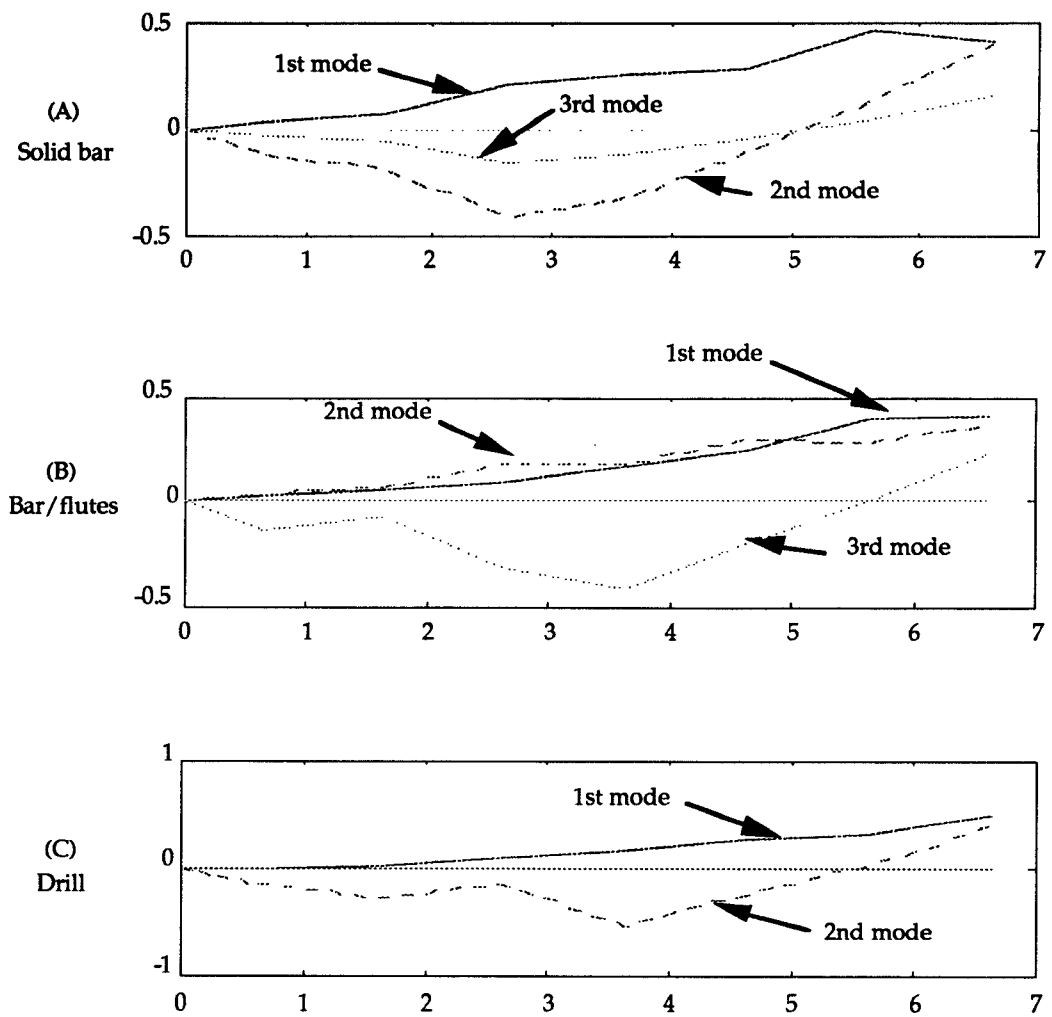 0.5
1st mode
3rd mode
(A)
Solid bar
0
2nd mode
-0.5
0 1 2 3 4 5 6 7
1st mode
0.5
2nd mode
(B)
Bar/flutes
0
3rd mode
-0.5
0 1 2 3 4 5 6 7
1
1st mode
(C)
Drill
0
2nd mode
-1
0 1 2 3 4 5 6 7